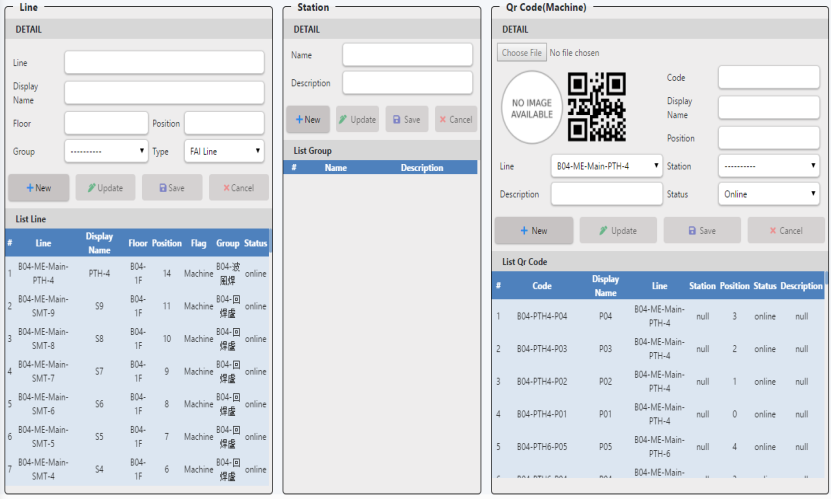 Line
DETAIL
Line
Display
Name
Floor
Position
Group
----------
Type
FAI Line
+ New
Update
Save
× Cancel
List Line
# Line Display Name Floor Position Flag Group Status
1 B04-ME-Main-PTH-4 PTH-4 B04-1F 14 Machine B04-波風焊 online
2 B04-ME-Main-SMT-9 S9 B04-1F 11 Machine B04-回焊爐 online
3 B04-ME-Main-SMT-8 S8 B04-1F 10 Machine B04-回焊爐 online
4 B04-ME-Main-SMT-7 S7 B04-1F 9 Machine B04-回焊爐 online
5 B04-ME-Main-SMT-6 S6 B04-1F 8 Machine B04-回焊爐 online
6 B04-ME-Main-SMT-5 S5 B04-1F 7 Machine B04-回焊爐 online
7 B04-ME-Main-SMT-4 S4 B04-1F 6 Machine B04-回焊爐 online
Station
DETAIL
Name
Description
+ New
Update
Save
× Cancel
List Group
# Name Description
Qr Code(Machine)
DETAIL
Choose File No file chosen
NO IMAGE
AVAILABLE
Code
Display
Name
Position
Line
B04-ME-Main-PTH-4
Station
----------
Description
Status
Online
+ New
Update
Save
× Cancel
List Qr Code
# Code Display Name Line Station Position Status Description
1 B04-PTH4-P04 P04 B04-ME-Main-PTH-4 null 3 online null
2 B04-PTH4-P03 P03 B04-ME-Main-PTH-4 null 2 online null
3 B04-PTH4-P02 P02 B04-ME-Main-PTH-4 null 1 online null
4 B04-PTH4-P01 P01 B04-ME-Main-PTH-4 null 0 online null
5 B04-PTH6-P05 P05 B04-ME-Main-PTH-6 null 4 online null
B04-ME-Main-